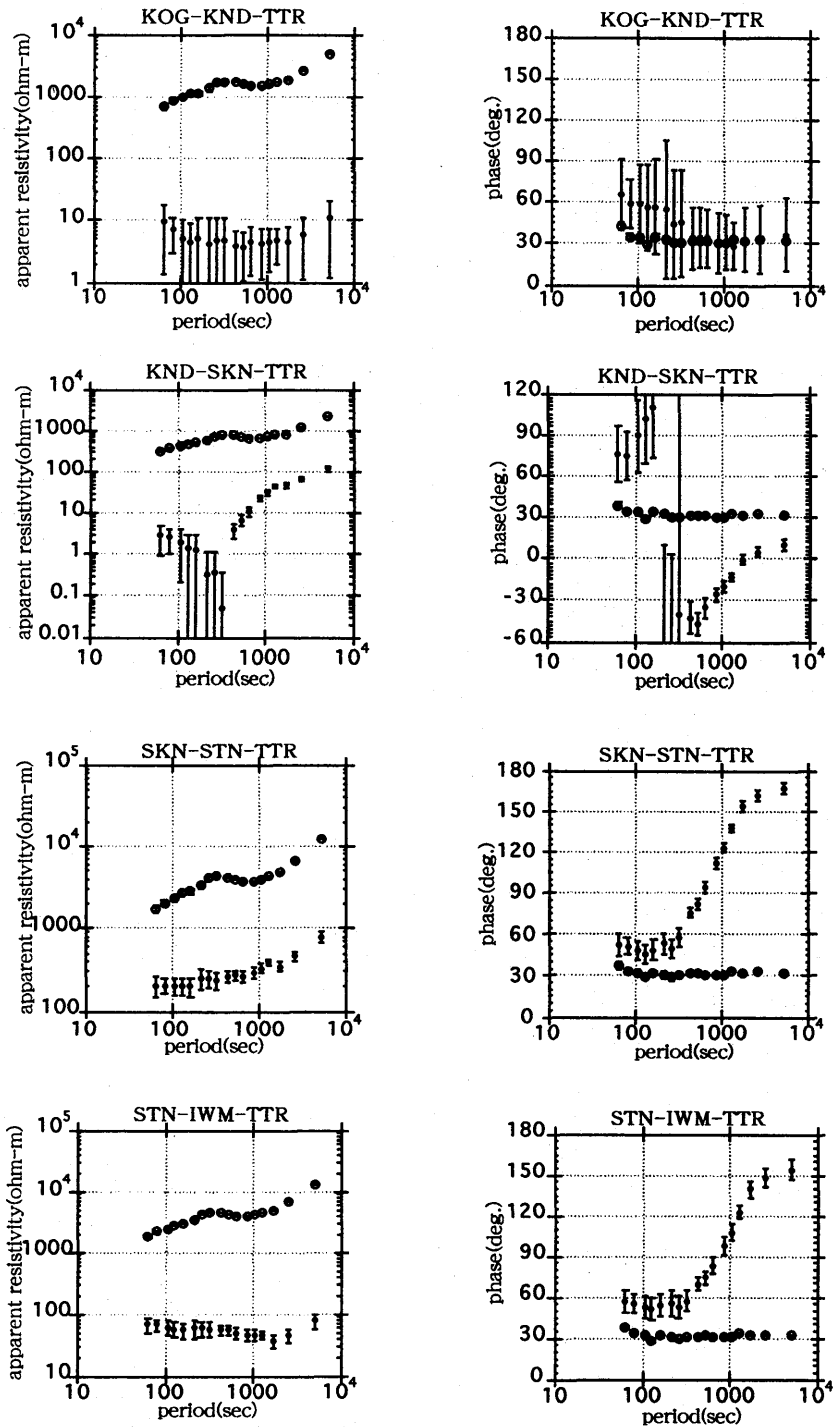 KOG-KND-TTR
apparent resistivity(ohm-m)
10^4
1000
100
10
1
10 100 1000 10^4
period(sec)
KOG-KND-TTR
phase(deg.)
180
150
120
90
60
30
0
10 100 1000 10^4
period(sec)
KND-SKN-TTR
apparent resistivity(ohm-m)
10^4
1000
100
10
1
0.1
0.01
10 100 1000 10^4
period(sec)
KND-SKN-TTR
phase(deg.)
120
90
60
30
0
-30
-60
10 100 1000 10^4
period(sec)
SKN-STN-TTR
apparent resistivity(ohm-m)
10^5
10^4
1000
100
10 100 1000 10^4
period(sec)
SKN-STN-TTR
phase(deg.)
180
150
120
90
60
30
0
10 100 1000 10^4
period(sec)
STN-IWM-TTR
apparent resistivity(ohm-m)
10^5
10^4
1000
100
10
10 100 1000 10^4
period(sec)
STN-IWM-TTR
phase(deg.)
180
150
120
90
60
30
0
10 100 1000 10^4
period(sec)